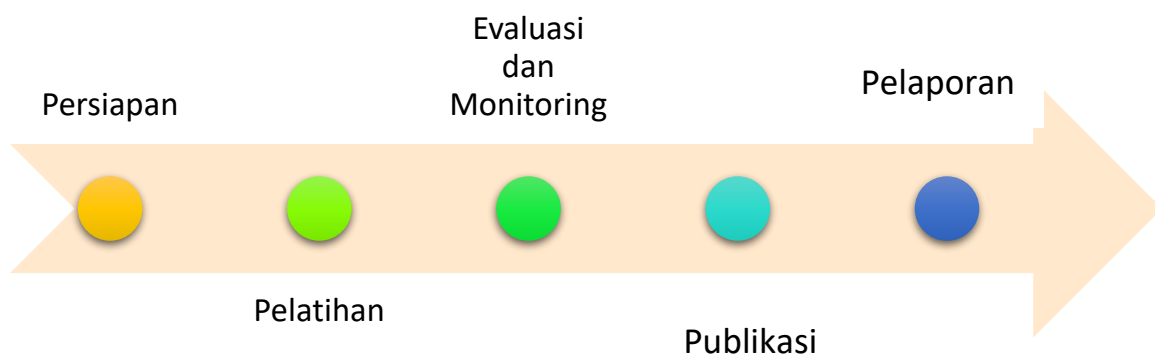 Persiapan
Pelatihan
Evaluasi
dan
Monitoring
Publikasi
Pelaporan